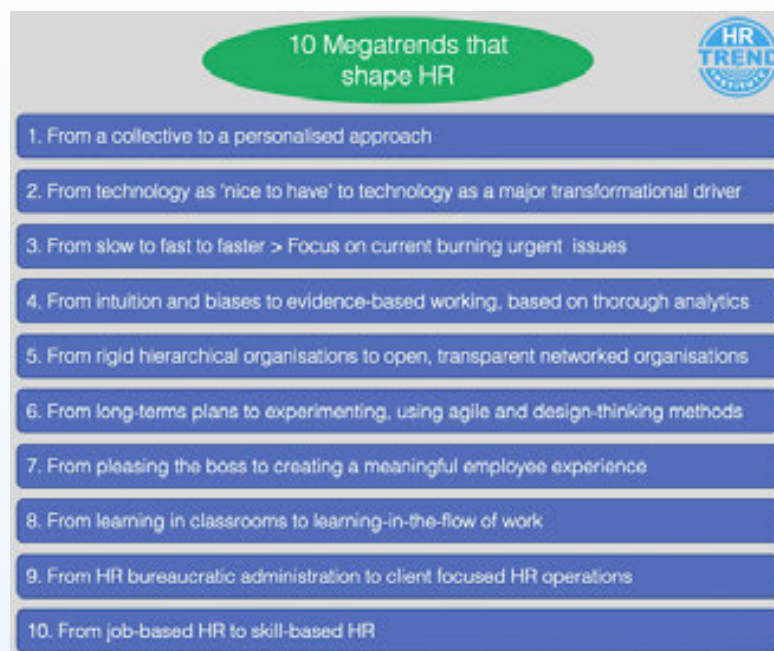 10 Megatrends that
shape HR
HR
TREND
INSTITUTE
1. From a collective to a personalised approach
2. From technology as 'nice to have' to technology as a major transformational driver
3. From slow to fast to faster > Focus on current burning urgent issues
4. From intuition and biases to evidence-based working, based on thorough analytics
5. From rigid hierarchical organisations to open, transparent networked organisations
6. From long-terms plans to experimenting, using agile and design-thinking methods
7. From pleasing the boss to creating a meaningful employee experience
8. From learning in classrooms to learning-in-the-flow of work
9. From HR bureaucratic administration to client focused HR operations
10. From job-based HR to skill-based HR